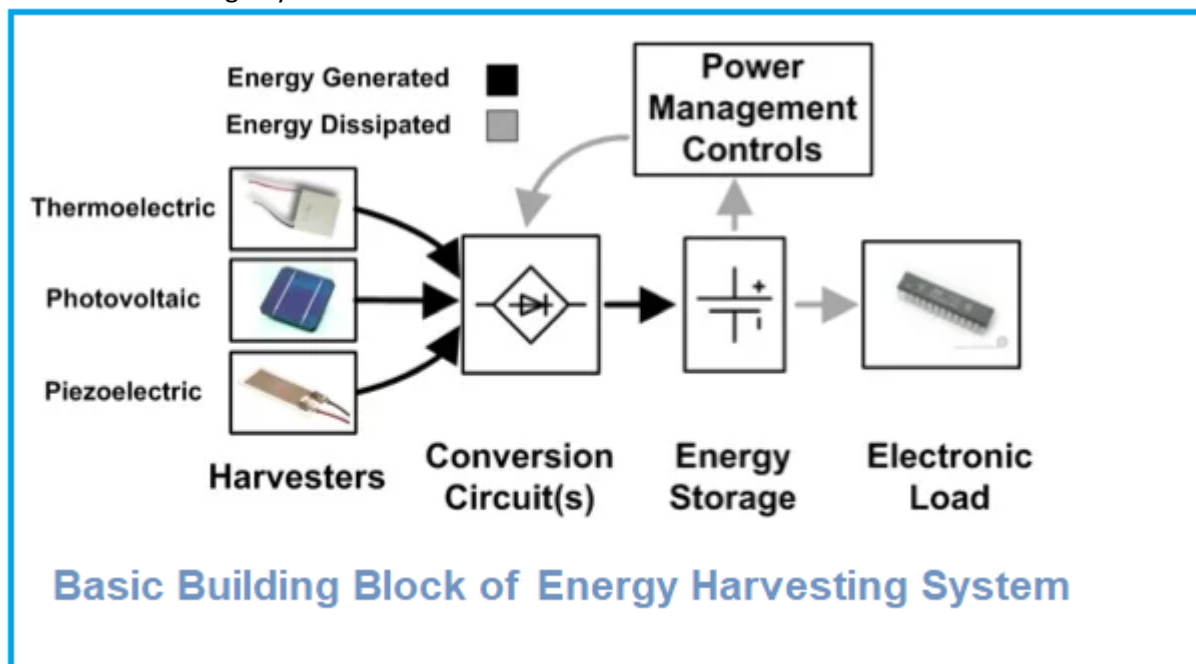 Energy Generated
Energy Dissipated
Power
Management
Controls
Thermoelectric
Photovoltaic
Piezoelectric
Harvesters
Conversion
Circuit(s)
Energy
Storage
Electronic
Load
Basic Building Block of Energy Harvesting System